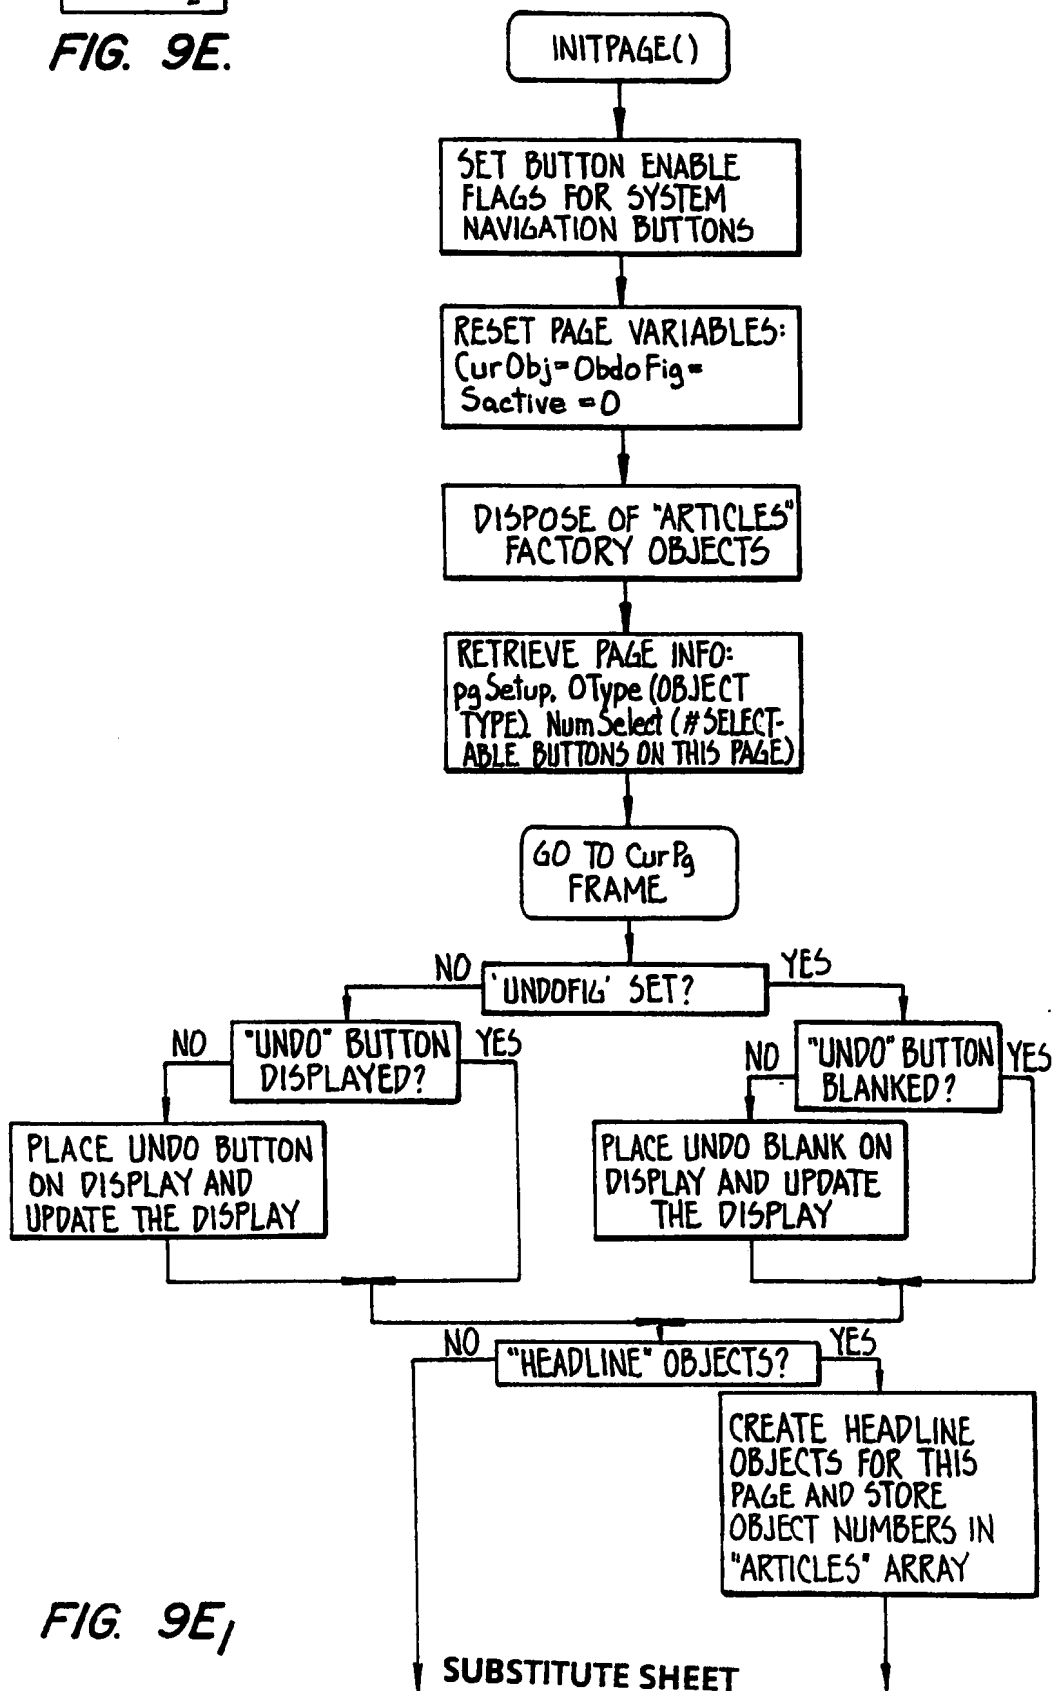 FIG. 9E.
INITPAGE()
SET BUTTON ENABLE
FLAGS FOR SYSTEM
NAVIGATION BUTTONS
RESET PAGE VARIABLES:
CurObj=ObdoFig=
Sactive=0
DISPOSE OF "ARTICLES"
FACTORY OBJECTS
RETRIEVE PAGE INFO:
pgSetup, OType (OBJECT
TYPE), NumSelect (#SELECT-
ABLE BUTTONS ON THIS PAGE)
GO TO CurPg
FRAME
NO
'UNDOFIG' SET?
YES
NO
"UNDO" BUTTON
DISPLAYED?
YES
NO
"UNDO" BUTTON
BLANKED?
YES
PLACE UNDO BUTTON
ON DISPLAY AND
UPDATE THE DISPLAY
PLACE UNDO BLANK ON
DISPLAY AND UPDATE
THE DISPLAY
NO
"HEADLINE" OBJECTS?
YES
CREATE HEADLINE
OBJECTS FOR THIS
PAGE AND STORE
OBJECT NUMBERS IN
"ARTICLES" ARRAY
FIG. 9E1
SUBSTITUTE SHEET